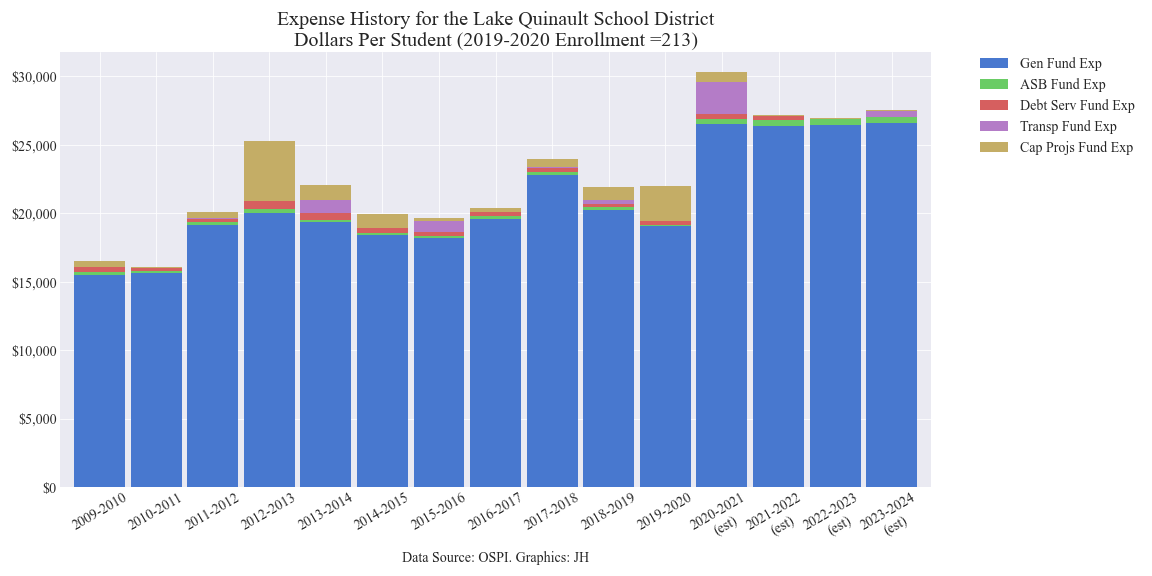 Expense History for the Lake Quinault School District
Dollars Per Student (2019-2020 Enrollment =213)
$30,000
$25,000
$20,000
$15,000
$10,000
$5,000
$0
Gen Fund Exp
ASB Fund Exp
Debt Serv Fund Exp
Transp Fund Exp
Cap Projs Fund Exp
2009-2010
2010-2011
2011-2012
2012-2013
2013-2014
2014-2015
2015-2016
2016-2017
2017-2018
2018-2019
2019-2020
2020-2021
(est)
2021-2022
(est)
2022-2023
(est)
2023-2024
(est)
Data Source: OSPI. Graphics: JH